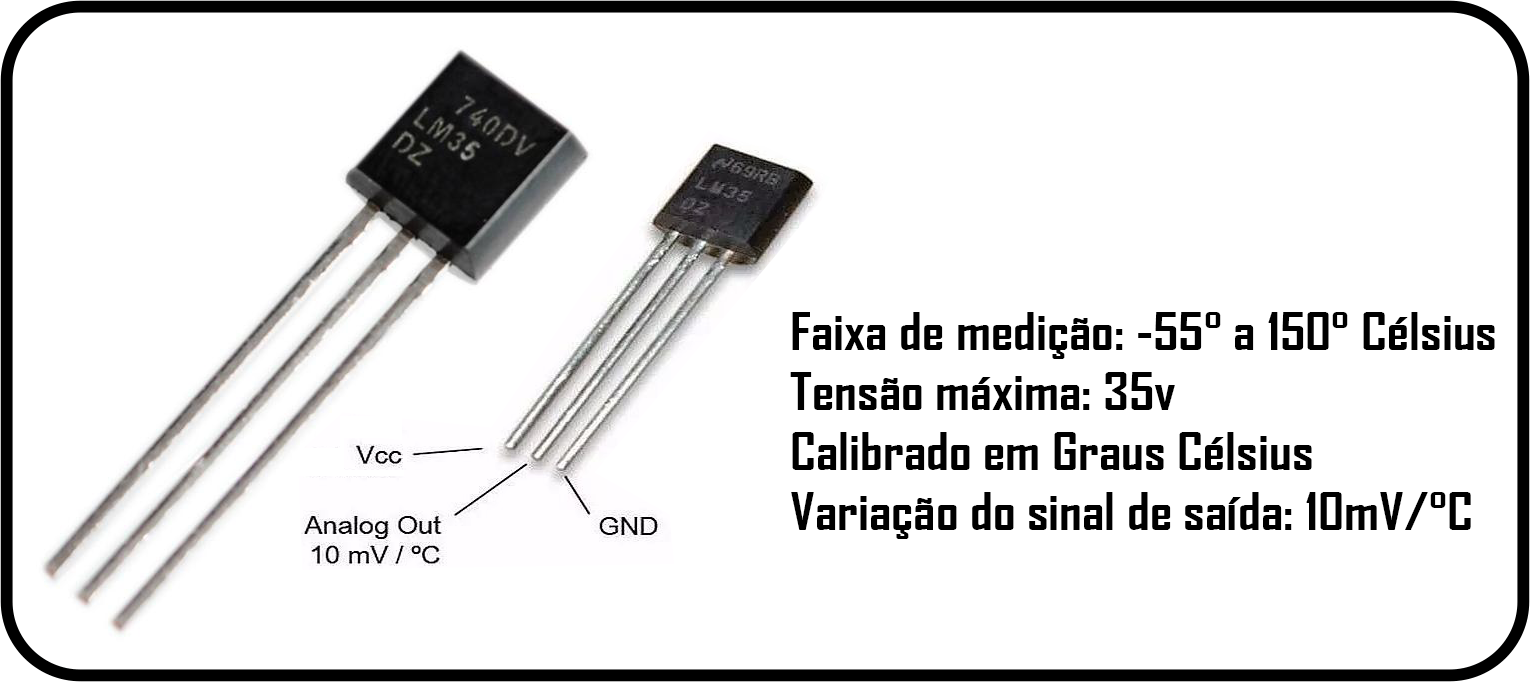 740DV
LM35
DZ
69RB
LM35
DZ
Vcc
Analog Out
10 mV / ºC
GND
Faixa de medição: -55° a 150° Célsius
Tensão máxima: 35v
Calibrado em Graus Célsius
Variação do sinal de saída: 10mV/°C